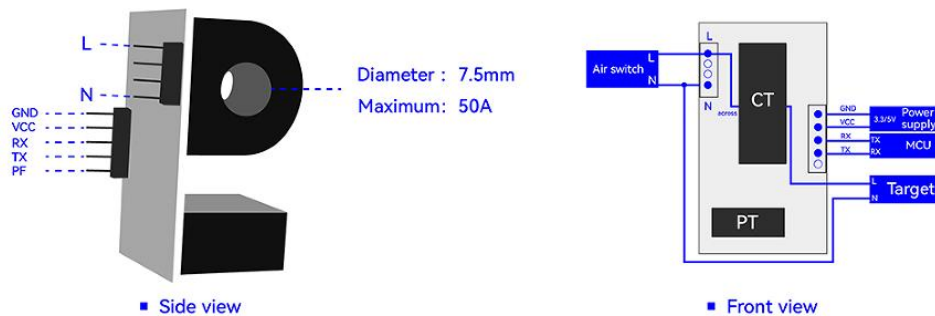 L
N
GND
VCC
RX
TX
PF
Diameter : 7.5mm
Maximum: 50A
■ Side view
L
Air switch
L
N
N
across
CT
PT
GND
VCC
RX
TX
3.3/5V Power supply
TX
RX
MCU
L
N
Target
■ Front view